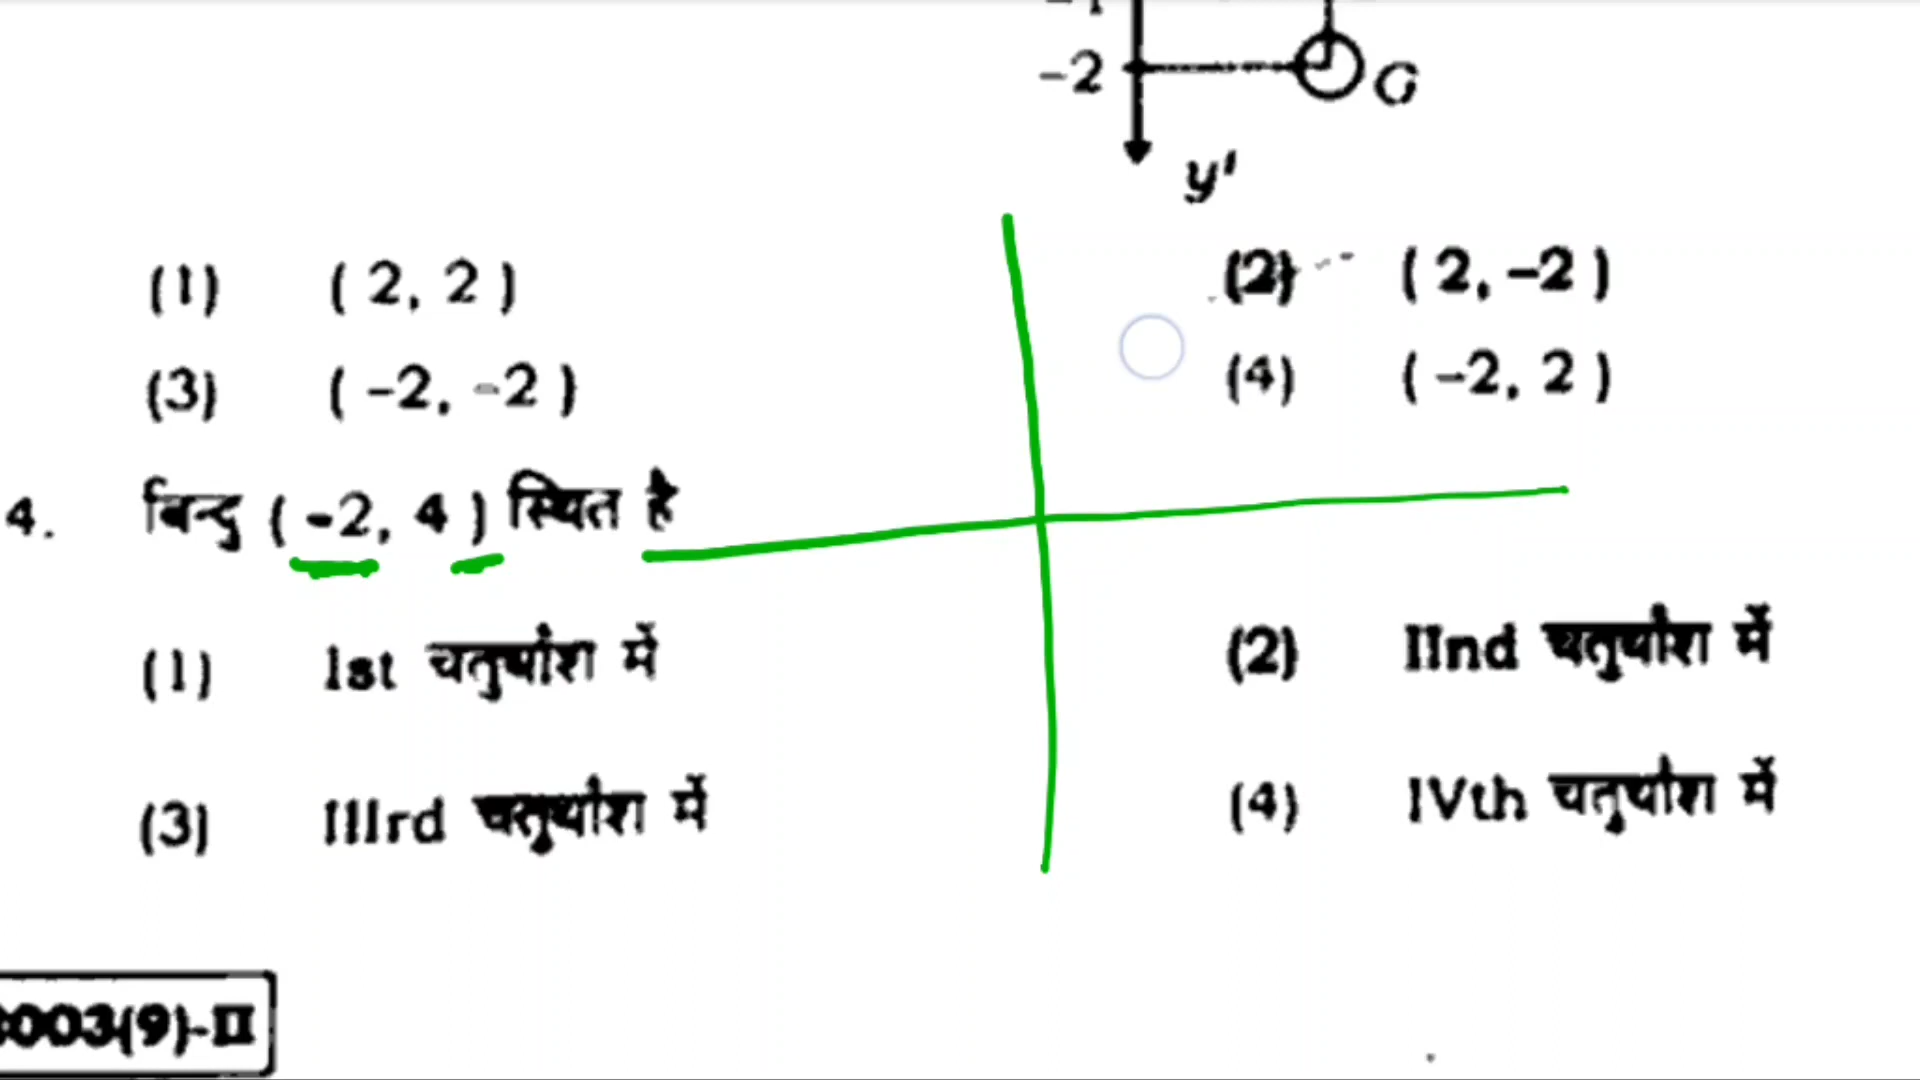 -2 G
y'
(1) ( 2, 2 ) (2) ( 2, -2 )
(3) ( -2, -2 ) (4) ( -2, 2 )
4. बिन्दु ( -2, 4 ) स्थित है
(1) Ist चतुर्थांश में (2) IInd चतुर्थांश में
(3) IIIrd चतुर्थांश में (4) IVth चतुर्थांश में
003(9)-II